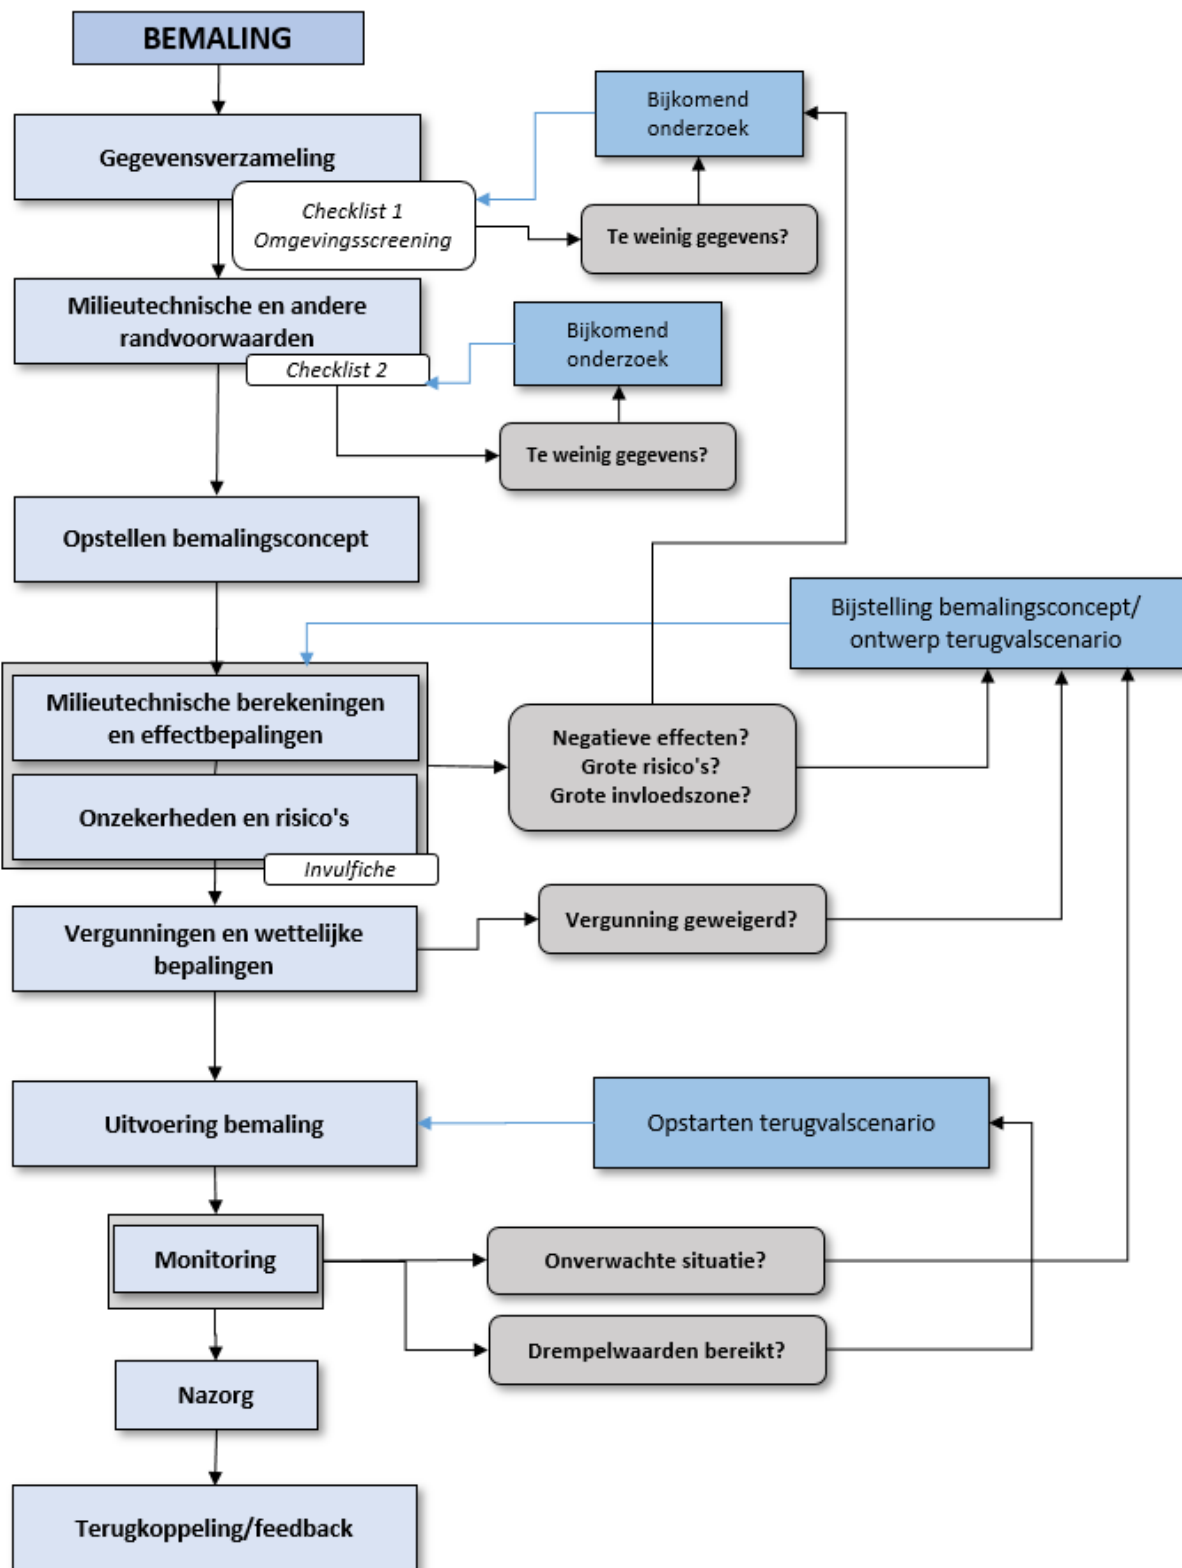 BEMALING
Bijkomend
onderzoek
Gegevensverzameling
Checklist 1
Omgevingsscreening
Te weinig gegevens?
Milieutechnische en andere
randvoorwaarden
Bijkomend
onderzoek
Checklist 2
Te weinig gegevens?
Opstellen bemalingsconcept
Bijstelling bemalingsconcept/
ontwerp terugvalscenario
Milieutechnische berekeningen
en effectbepalingen
Negatieve effecten?
Grote risico's?
Grote invloedszone?
Onzekerheden en risico's
Invulfiche
Vergunningen en wettelijke
bepalingen
Vergunning geweigerd?
Uitvoering bemaling
Opstarten terugvalscenario
Monitoring
Onverwachte situatie?
Drempelwaarden bereikt?
Nazorg
Terugkoppeling/feedback